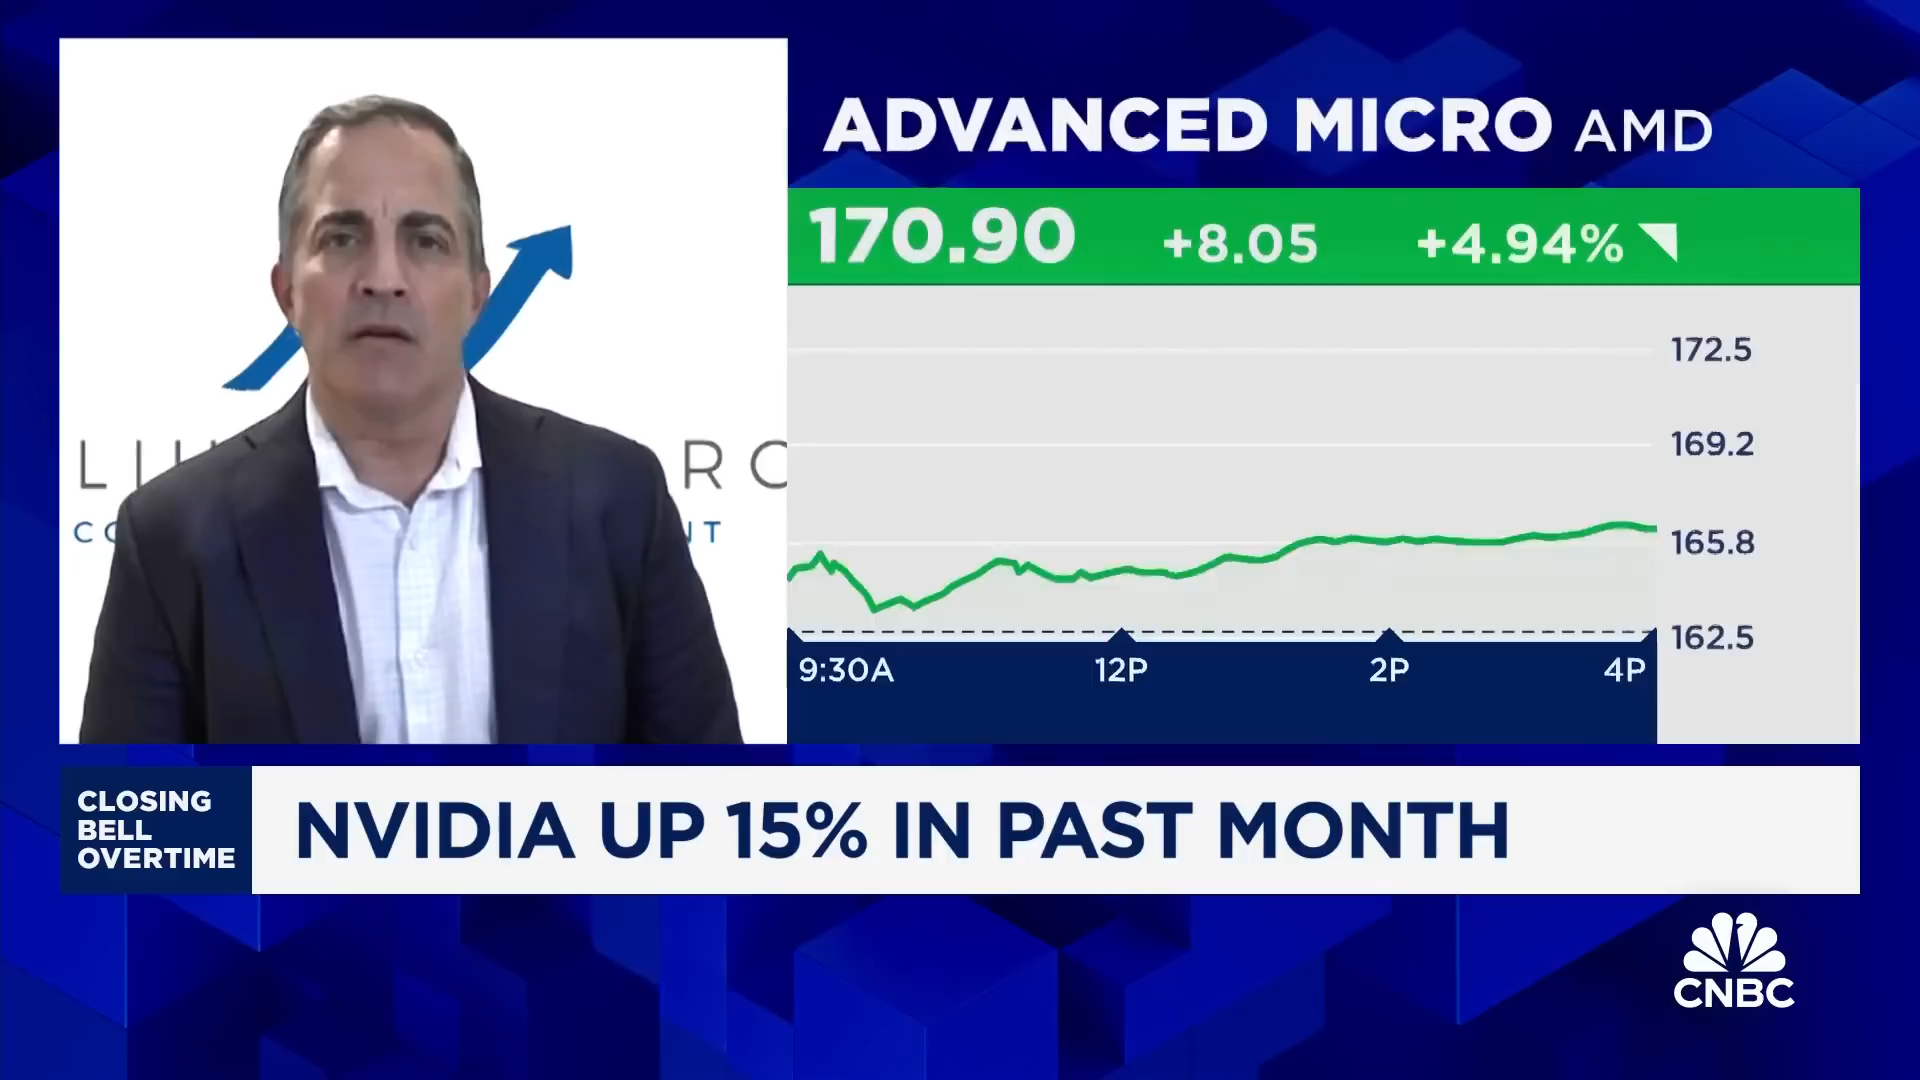 ADVANCED MICRO AMD
170.90 +8.05 +4.94%
172.5
169.2
165.8
162.5
9:30A 12P 2P 4P
CLOSING
BELL
OVERTIME
NVIDIA UP 15% IN PAST MONTH
CNBC